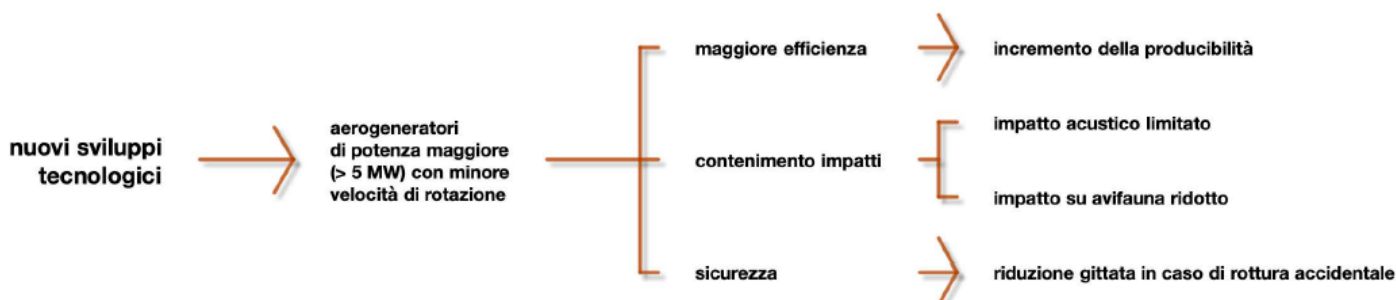 nuovi sviluppi
tecnologici
aerogeneratori
di potenza maggiore
(> 5 MW) con minore
velocità di rotazione
maggiore efficienza
incremento della producibilità
contenimento impatti
impatto acustico limitato
impatto su avifauna ridotto
sicurezza
riduzione gittata in caso di rottura accidentale